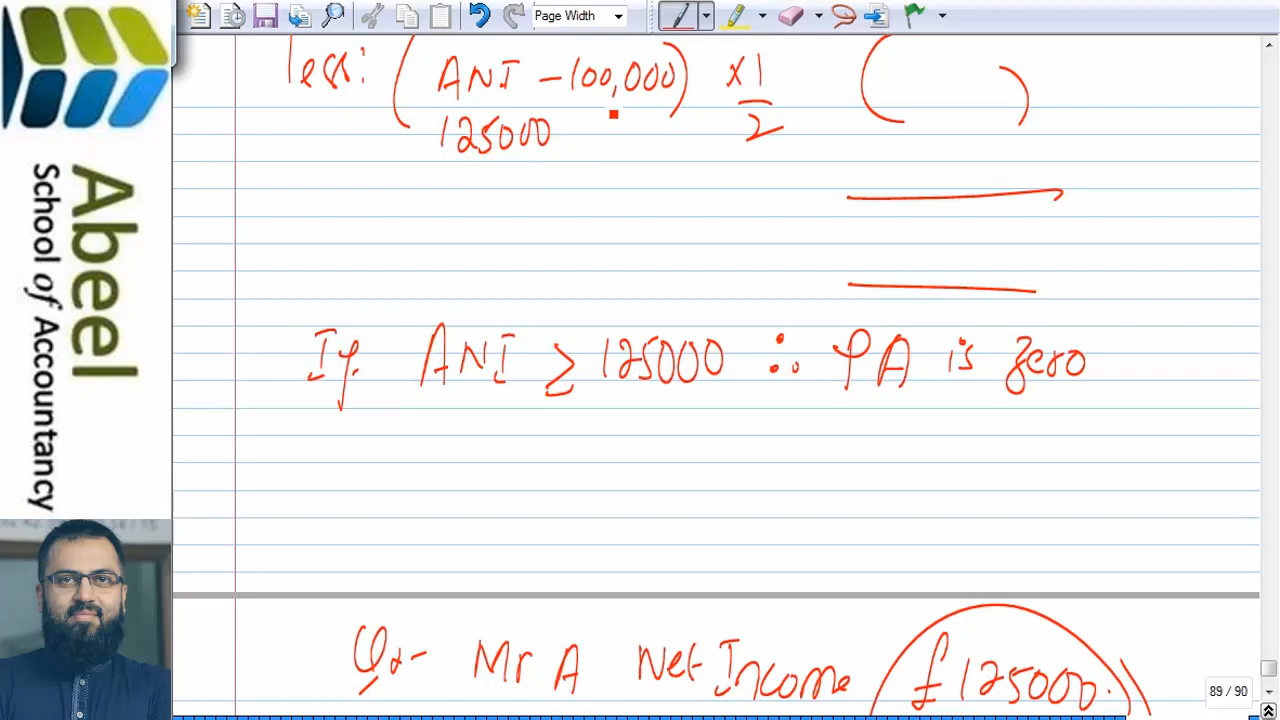 Page Width
less: ( ANI - 100,000 ) × 1/2 ( )
125000
If ANI ≥ 125000 ∴ PA is zero
Q2- Mr A Net Income £125000.
89 / 90
Abeel
School of Accountancy